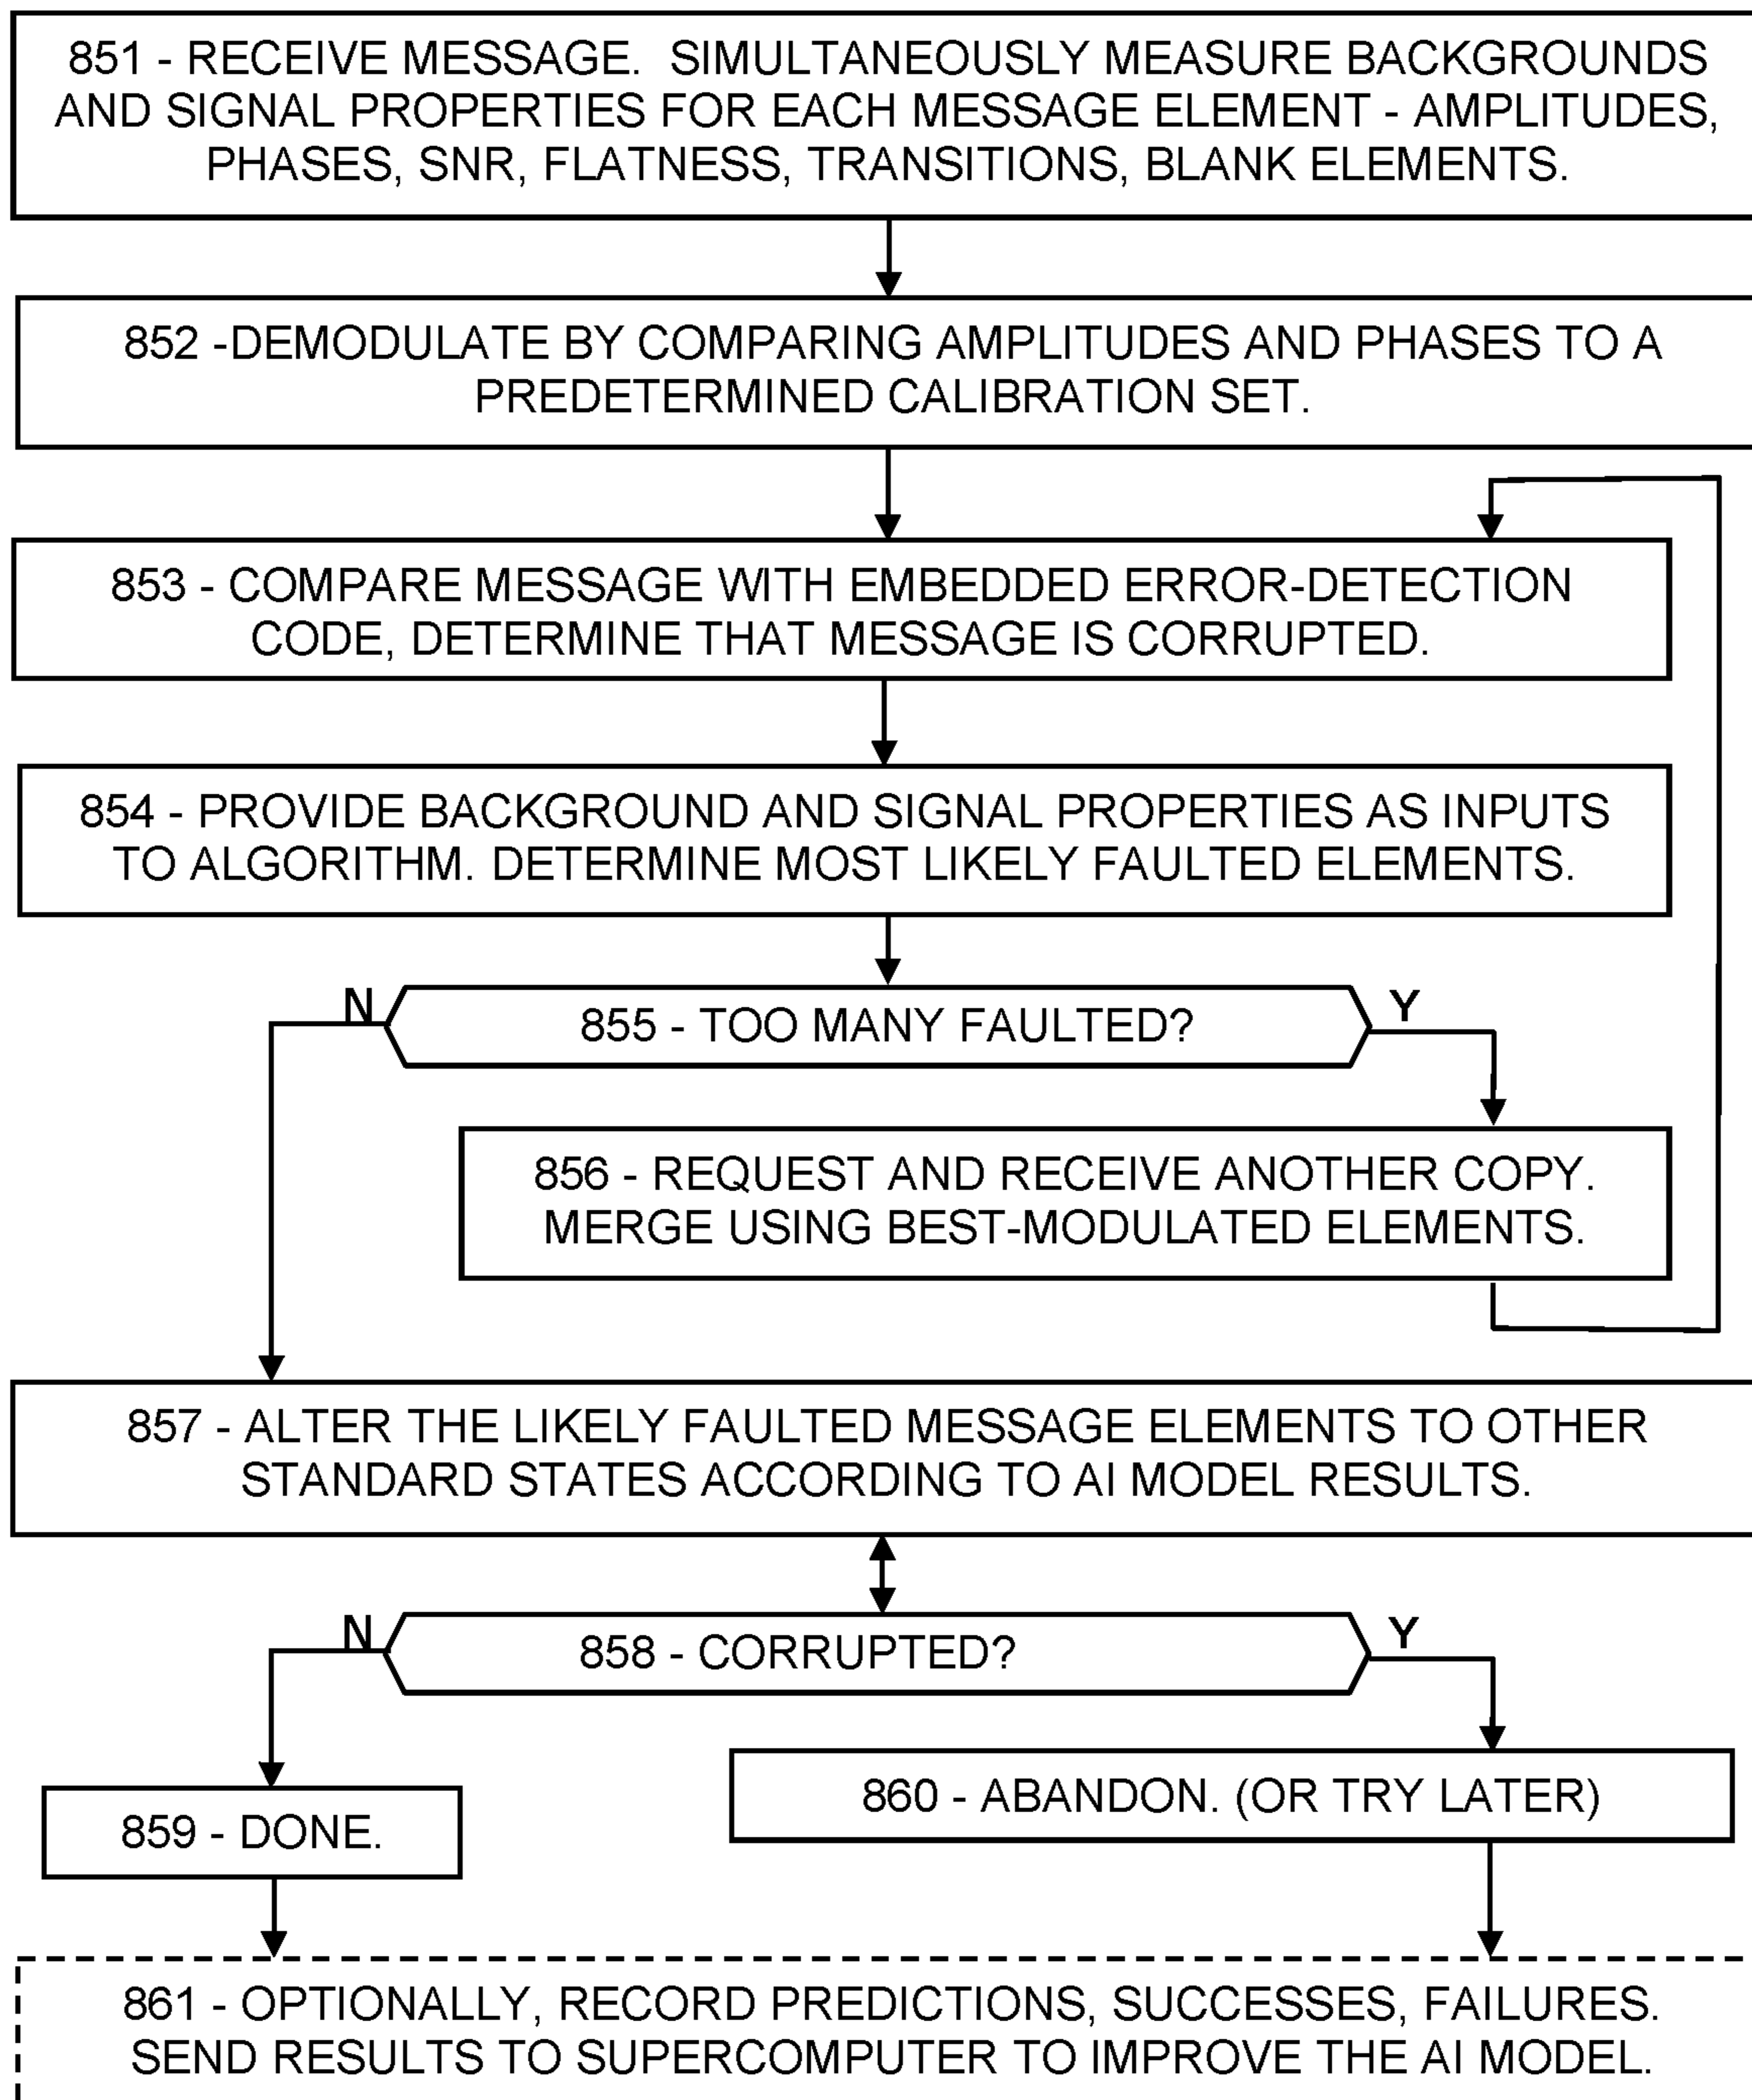 851 - RECEIVE MESSAGE. SIMULTANEOUSLY MEASURE BACKGROUNDS
AND SIGNAL PROPERTIES FOR EACH MESSAGE ELEMENT - AMPLITUDES,
PHASES, SNR, FLATNESS, TRANSITIONS, BLANK ELEMENTS.
852 -DEMODULATE BY COMPARING AMPLITUDES AND PHASES TO A
PREDETERMINED CALIBRATION SET.
853 - COMPARE MESSAGE WITH EMBEDDED ERROR-DETECTION
CODE, DETERMINE THAT MESSAGE IS CORRUPTED.
854 - PROVIDE BACKGROUND AND SIGNAL PROPERTIES AS INPUTS
TO ALGORITHM. DETERMINE MOST LIKELY FAULTED ELEMENTS.
N
855 - TOO MANY FAULTED?
Y
856 - REQUEST AND RECEIVE ANOTHER COPY.
MERGE USING BEST-MODULATED ELEMENTS.
857 - ALTER THE LIKELY FAULTED MESSAGE ELEMENTS TO OTHER
STANDARD STATES ACCORDING TO AI MODEL RESULTS.
N
858 - CORRUPTED?
Y
860 - ABANDON. (OR TRY LATER)
859 - DONE.
861 - OPTIONALLY, RECORD PREDICTIONS, SUCCESSES, FAILURES.
SEND RESULTS TO SUPERCOMPUTER TO IMPROVE THE AI MODEL.